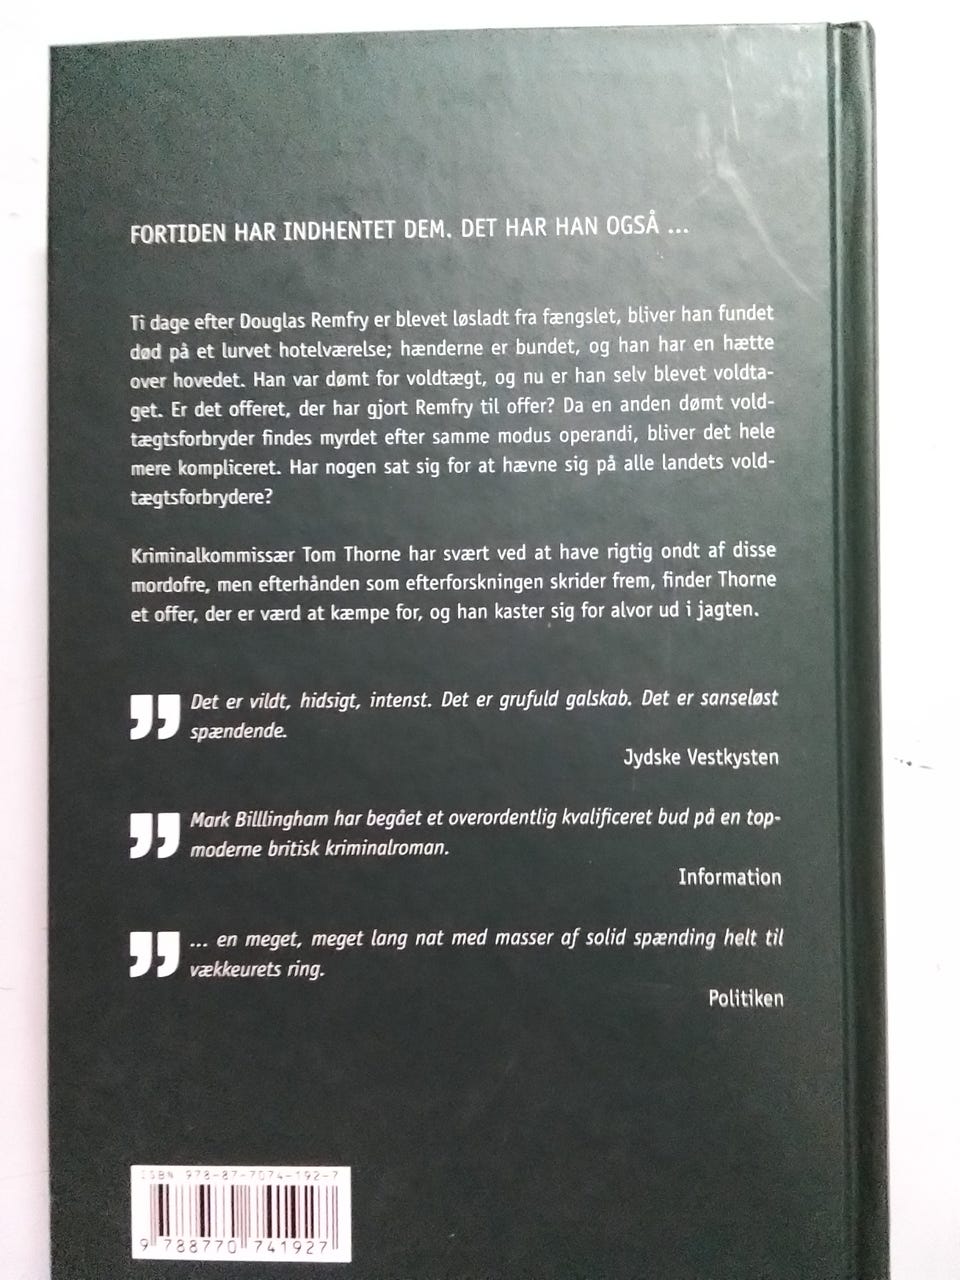 FORTIDEN HAR INDHENTET DEM. DET HAR HAN OGSÅ ...
Ti dage efter Douglas Remfry er blevet løsladt fra fængslet, bliver han fundet
død på et lurvet hotelværelse; hænderne er bundet, og han har en hætte
over hovedet. Han var dømt for voldtægt, og nu er han selv blevet voldta-
get. Er det offeret, der har gjort Remfry til offer? Da en anden dømt vold-
tægtsforbryder findes myrdet efter samme modus operandi, bliver det hele
mere kompliceret. Har nogen sat sig for at hævne sig på alle landets vold-
tægtsforbrydere?
Kriminalkommissær Tom Thorne har svært ved at have rigtig ondt af disse
mordofre, men efterhånden som efterforskningen skrider frem, finder Thorne
et offer, der er værd at kæmpe for, og han kaster sig for alvor ud i jagten.
” Det er vildt, hidsigt, intenst. Det er grufuld galskab. Det er sanseløst
spændende.
Jydske Vestkysten
” Mark Billlingham har begået et overordentlig kvalificeret bud på en top-
moderne britisk kriminalroman.
Information
” ... en meget, meget lang nat med masser af solid spænding helt til
vækkeurets ring.
Politiken
ISBN 978-87-7074-192-7
9 788770 741927